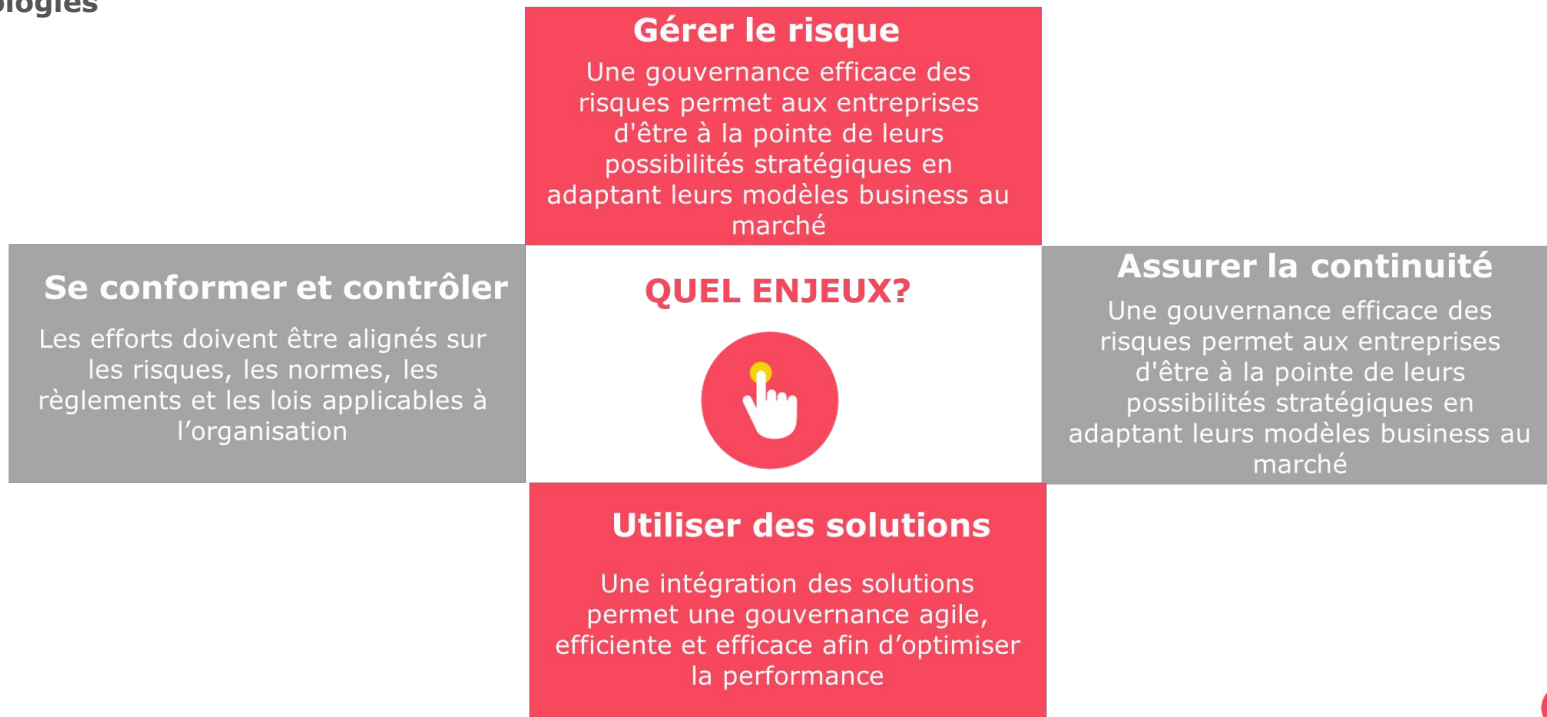 ologies
Gérer le risque
Une gouvernance efficace des
risques permet aux entreprises
d'être à la pointe de leurs
possibilités stratégiques en
adaptant leurs modèles business au
marché
Se conformer et contrôler
Les efforts doivent être alignés sur
les risques, les normes, les
règlements et les lois applicables à
l’organisation
QUEL ENJEUX?
Assurer la continuité
Une gouvernance efficace des
risques permet aux entreprises
d'être à la pointe de leurs
possibilités stratégiques en
adaptant leurs modèles business au
marché
Utiliser des solutions
Une intégration des solutions
permet une gouvernance agile,
efficiente et efficace afin d’optimiser
la performance